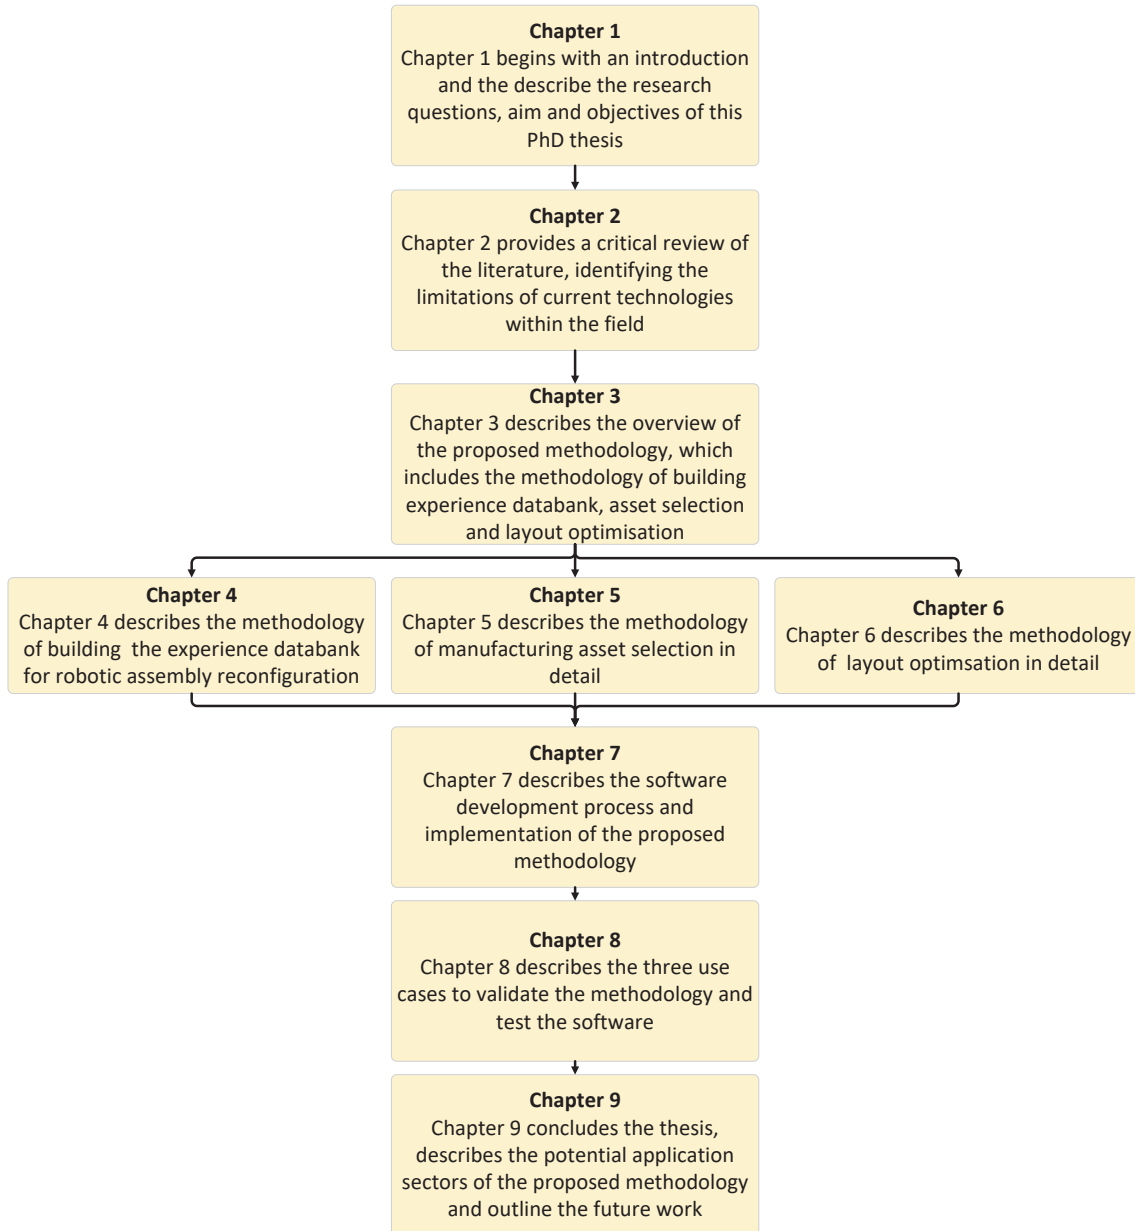 Chapter 1
Chapter 1 begins with an introduction
and the describe the research
questions, aim and objectives of this
PhD thesis
Chapter 2
Chapter 2 provides a critical review of
the literature, identifying the
limitations of current technologies
within the field
Chapter 3
Chapter 3 describes the overview of
the proposed methodology, which
includes the methodology of building
experience databank, asset selection
and layout optimisation
Chapter 4
Chapter 4 describes the methodology
of building  the experience databank
for robotic assembly reconfiguration
Chapter 5
Chapter 5 describes the methodology
of manufacturing asset selection in
detail
Chapter 6
Chapter 6 describes the methodology
of  layout optimsation in detail
Chapter 7
Chapter 7 describes the software
development process and
implementation of the proposed
methodology
Chapter 8
Chapter 8 describes the three use
cases to validate the methodology and
test the software
Chapter 9
Chapter 9 concludes the thesis,
describes the potential application
sectors of the proposed methodology
and outline the future work